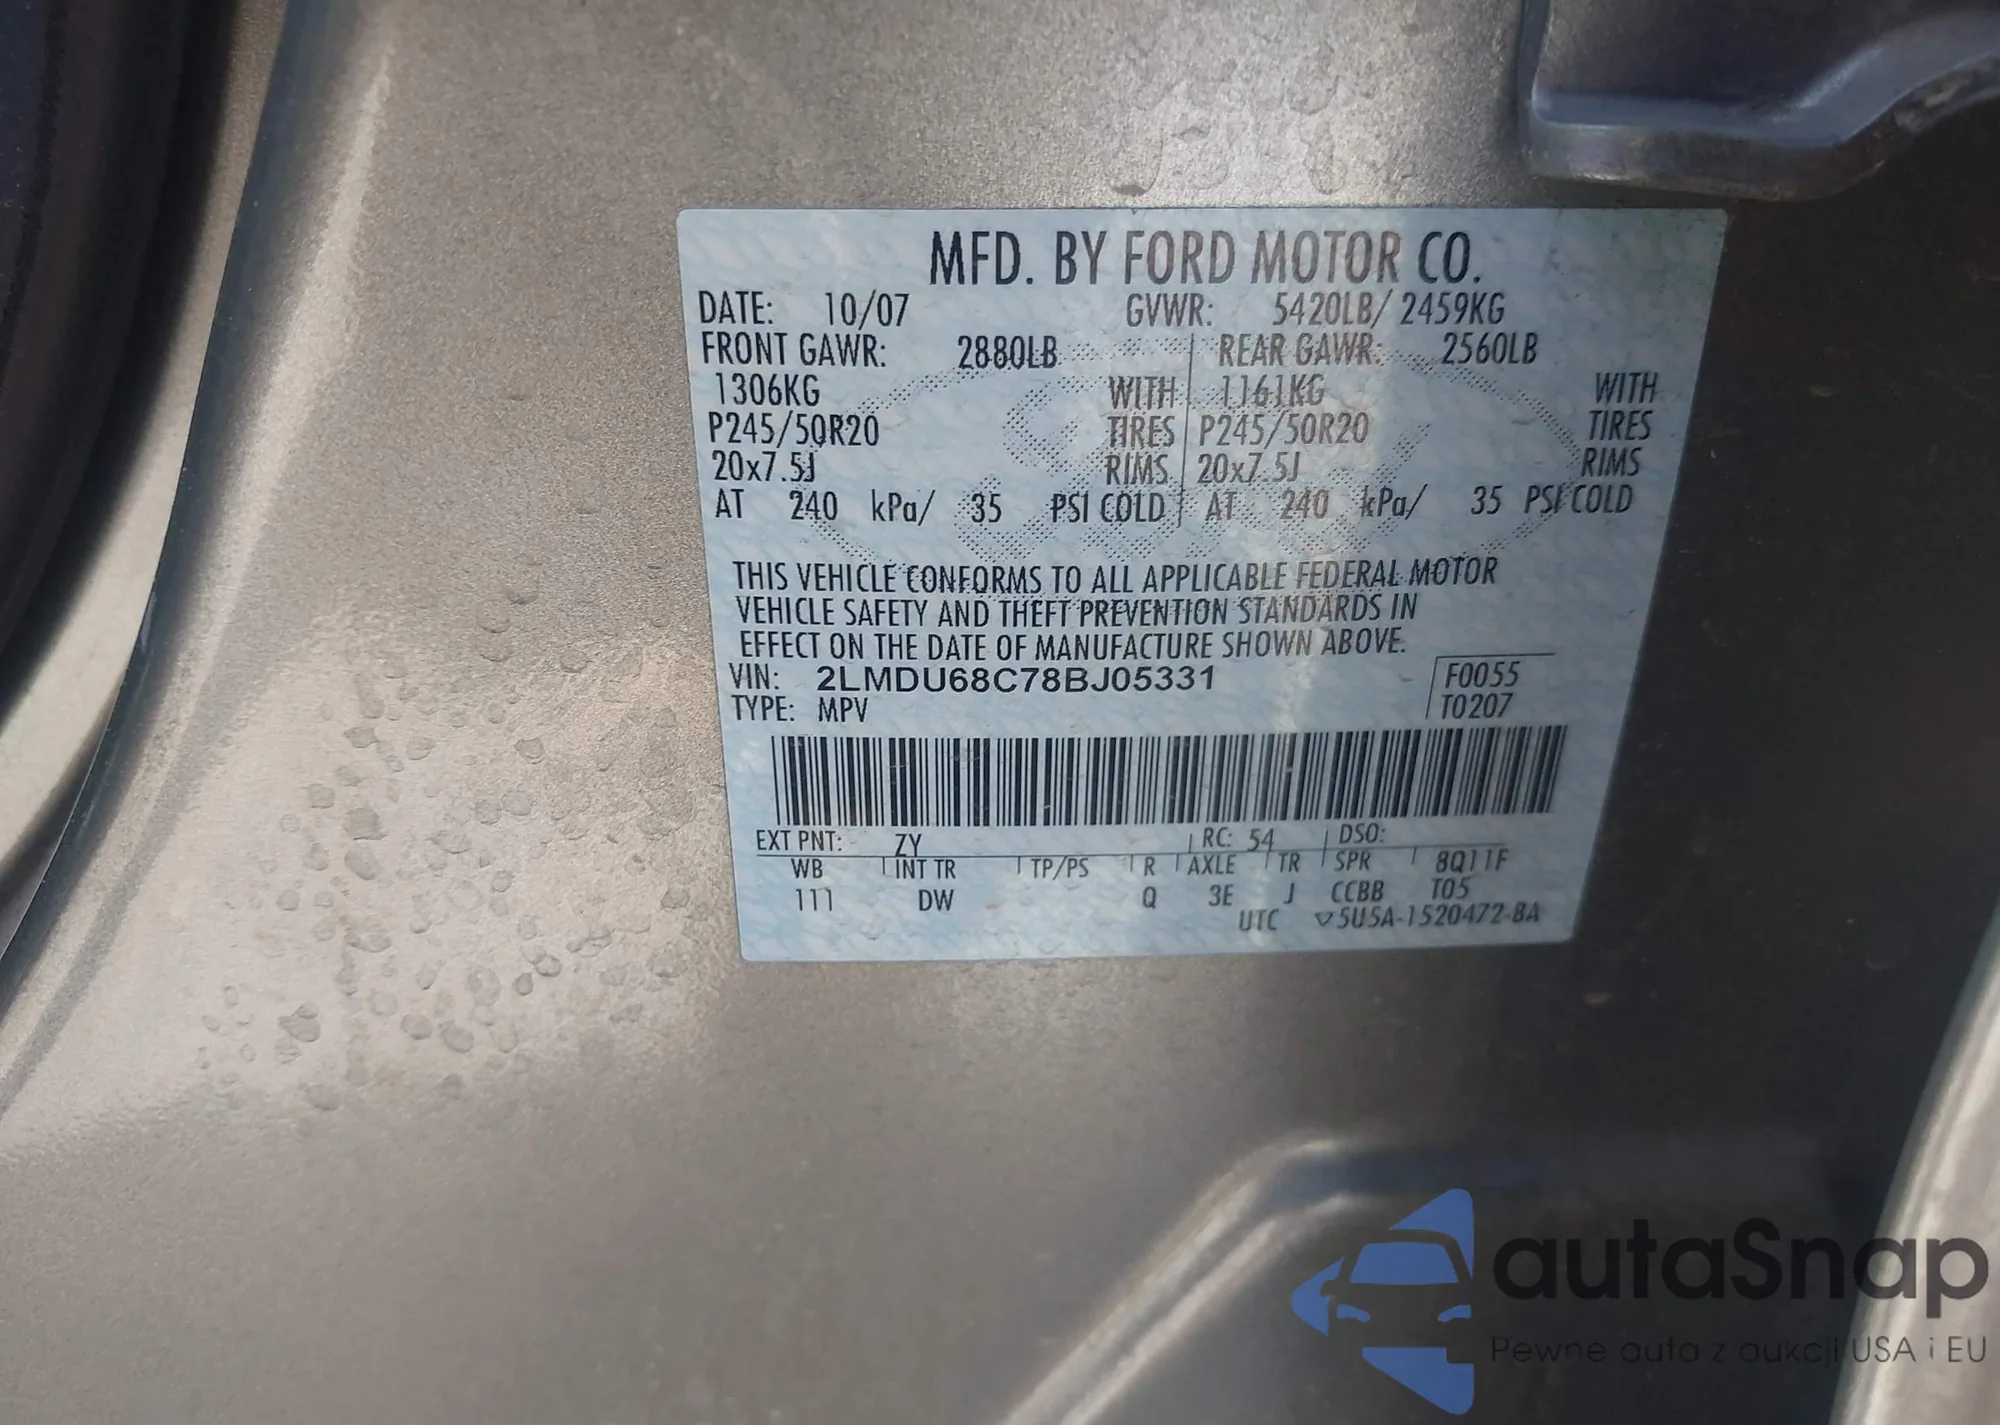 MFD. BY FORD MOTOR CO.
DATE: 10/07 GVWR: 5420LB/ 2459KG
FRONT GAWR: 2880LB REAR GAWR: 2560LB
1306KG WITH 1161KG WITH
P245/50R20 TIRES P245/50R20 TIRES
20x7.5J RIMS 20x7.5J RIMS
AT 240 kPa/ 35 PSI COLD AT 240 kPa/ 35 PSI COLD
THIS VEHICLE CONFORMS TO ALL APPLICABLE FEDERAL MOTOR
VEHICLE SAFETY AND THEFT PREVENTION STANDARDS IN
EFFECT ON THE DATE OF MANUFACTURE SHOWN ABOVE.
VIN: 2LMDU68C78BJ05331 F0055
TYPE: MPV T0207
EXT PNT: ZY RC: 54 DSO:
WB INT TR TP/PS R AXLE TR SPR 8Q11F
111 DW Q 3E J CCBB T05
UTC ▽5U5A-1520472-BA
autaSnap
Pewne auta z aukcji USA i EU